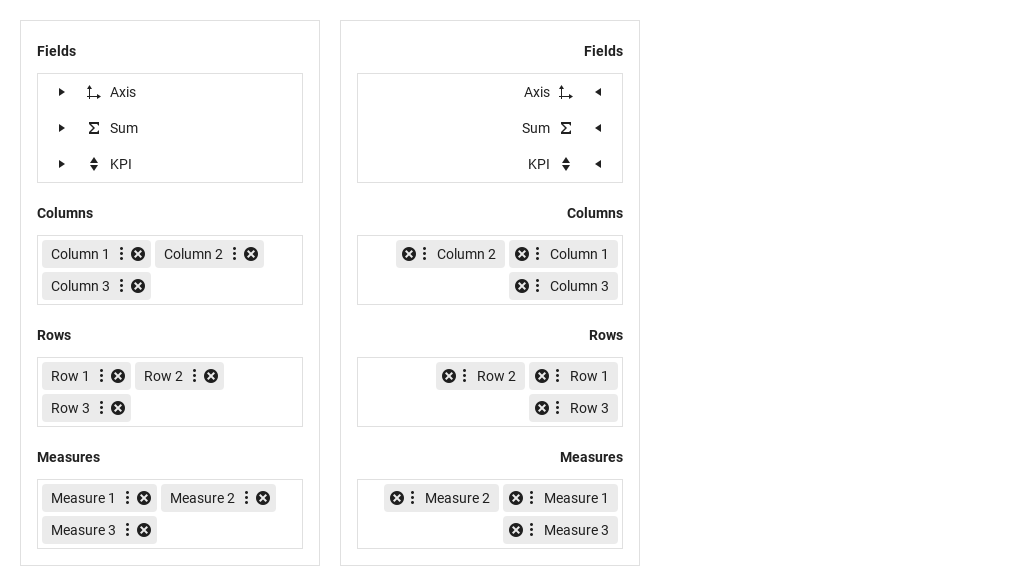 Fields
Axis
Sum
KPI
Columns
Column 1 Column 2
Column 3
Rows
Row 1 Row 2
Row 3
Measures
Measure 1 Measure 2
Measure 3
Fields
Axis
Sum
KPI
Columns
Column 2 Column 1
Column 3
Rows
Row 2 Row 1
Row 3
Measures
Measure 2 Measure 1
Measure 3